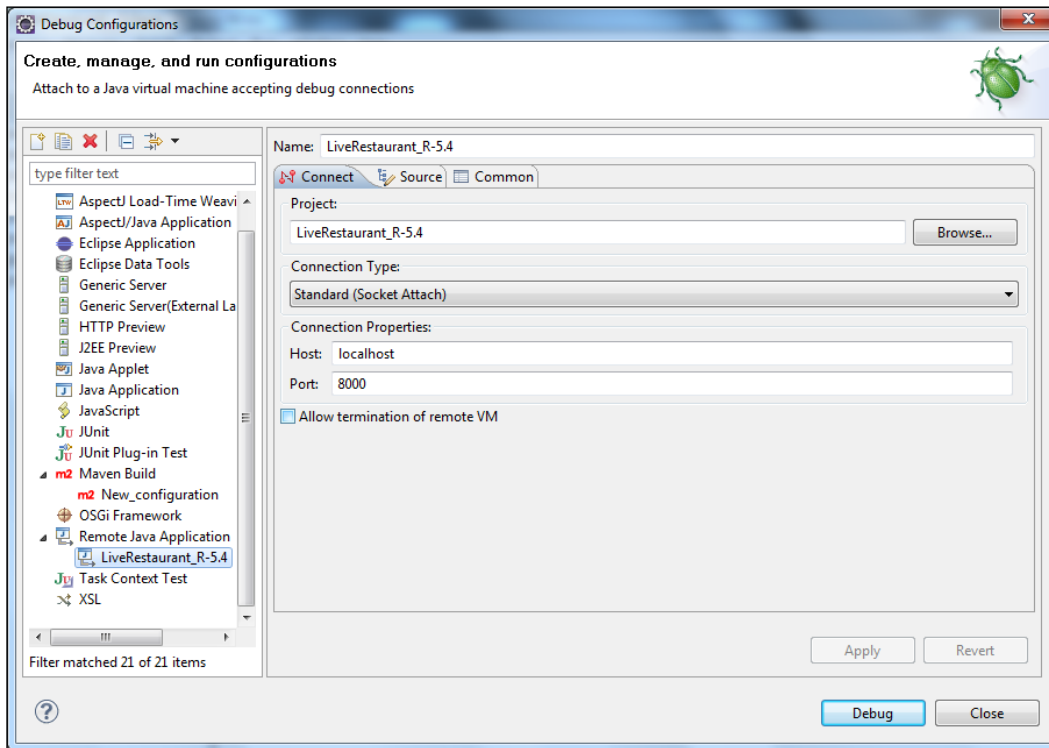 Debug Configurations
Create, manage, and run configurations
Attach to a Java virtual machine accepting debug connections
type filter text
LTW AspectJ Load-Time Weavi
AJ AspectJ/Java Application
Eclipse Application
Eclipse Data Tools
Generic Server
Generic Server(External La
HTTP Preview
J2EE Preview
Java Applet
J Java Application
JavaScript
JU JUnit
JU JUnit Plug-in Test
m2 Maven Build
m2 New_configuration
OSGi Framework
J Remote Java Application
J LiveRestaurant_R-5.4
JU Task Context Test
XSL
Filter matched 21 of 21 items
Name: LiveRestaurant_R-5.4
Connect Source Common
Project:
LiveRestaurant_R-5.4 Browse...
Connection Type:
Standard (Socket Attach)
Connection Properties:
Host: localhost
Port: 8000
Allow termination of remote VM
Apply Revert
? Debug Close